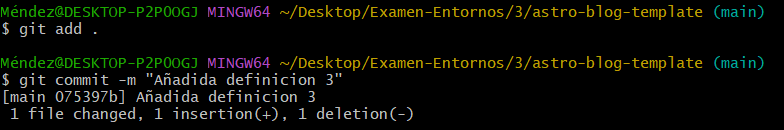 Méndez@DESKTOP-P2POOGJ MINGW64 ~/Desktop/Examen-Entornos/3/astro-blog-template (main)
$ git add .
Méndez@DESKTOP-P2POOGJ MINGW64 ~/Desktop/Examen-Entornos/3/astro-blog-template (main)
$ git commit -m "Añadida definicion 3"
[main 075397b] Añadida definicion 3
 1 file changed, 1 insertion(+), 1 deletion(-)